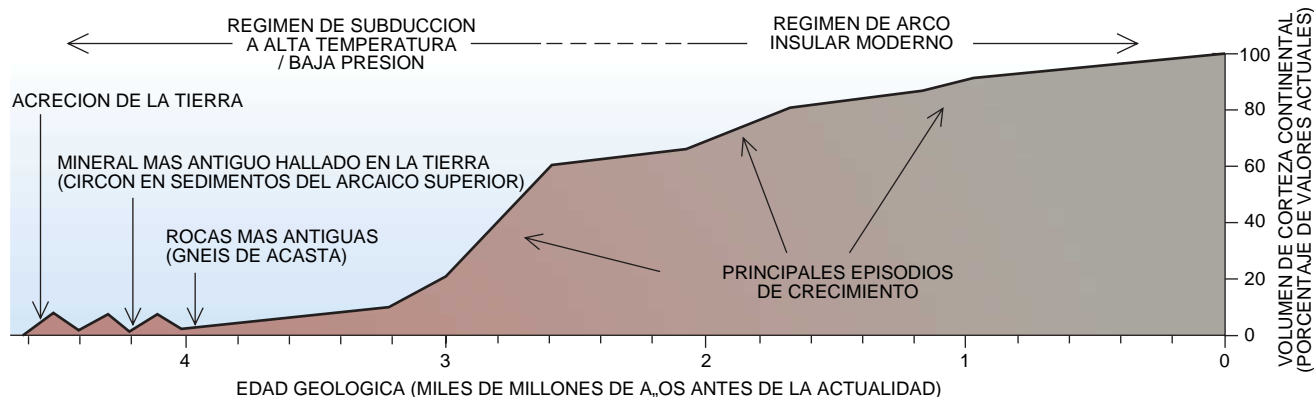 REGIMEN DE SUBDUCCION
A ALTA TEMPERATURA
/ BAJA PRESION
REGIMEN DE ARCO
INSULAR MODERNO
ACRECION DE LA TIERRA
MINERAL MAS ANTIGUO HALLADO EN LA TIERRA
(CIRCON EN SEDIMENTOS DEL ARCAICO SUPERIOR)
ROCAS MAS ANTIGUAS
(GNEIS DE ACASTA)
PRINCIPALES EPISODIOS
DE CRECIMIENTO
100
80
60
40
20
0
VOLUMEN DE CORTEZA CONTINENTAL
(PORCENTAJE DE VALORES ACTUALES)
4
3
2
1
0
EDAD GEOLOGICA (MILES DE MILLONES DE A„OS ANTES DE LA ACTUALIDAD)